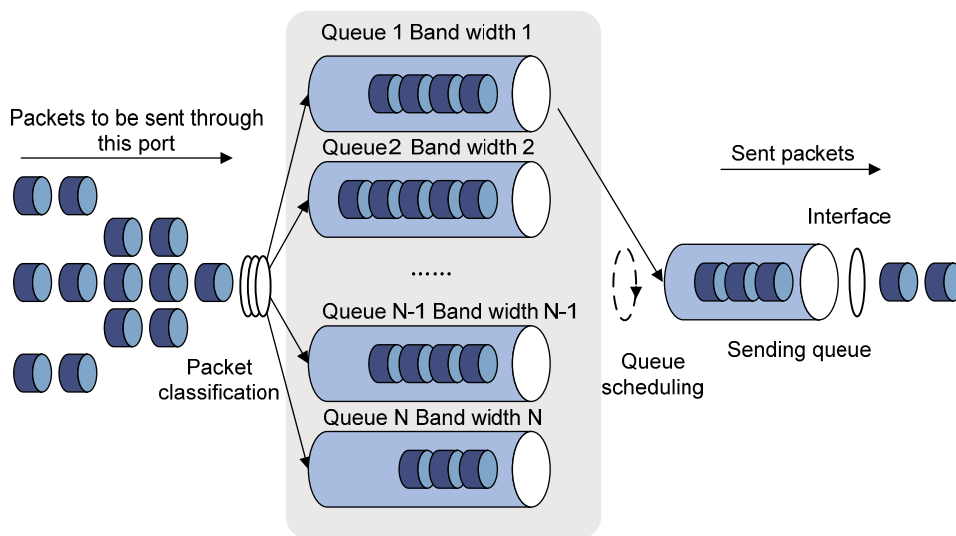 Queue 1 Band width 1
Packets to be sent through
this port
Queue2 Band width 2
Sent packets
Interface
......
Queue N-1 Band width N-1
Packet
classification
Queue
scheduling
Sending queue
Queue N Band width N